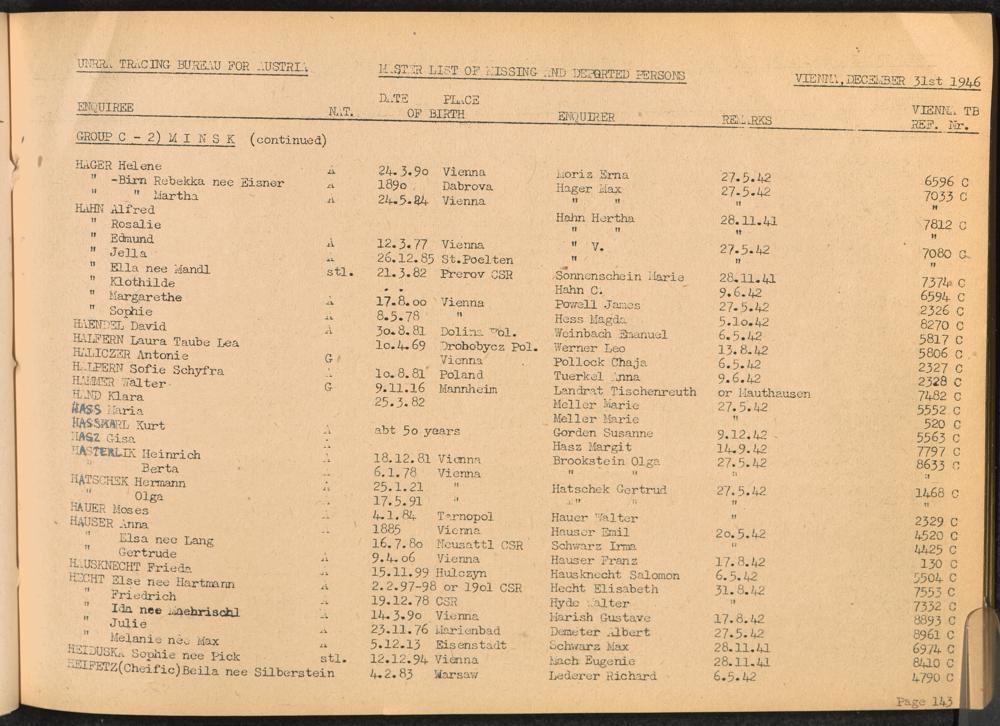 UNRRA TRACING BUREAU FOR AUSTRIA MASTER LIST OF MISSING AND DEPORTED PERSONS VIENNA, DECEMBER 31st 1946
ENQUIREE NAT. DATE PLACE OF BIRTH ENQUIRER REMARKS VIENNA TB REF. Nr.
GROUP C - 2) M I N S K (continued)
HAGER Helene A 24.3.90 Vienna Moriz Erna 27.5.42 6596 C
" -Birn Rebekka nee Eisner A 1890 Dabrova Hager Max 27.5.42 7033 C
" " Martha A 24.5.84 Vienna " " " "
HAHN Alfred Hahn Hertha 28.11.41 7812 C
" Rosalie " " " "
" Edmund A 12.3.77 Vienna " V. 27.5.42 7080 C
" Jella A 26.12.85 St.Poelten " " "
" Ella nee Mandl stl. 21.3.82 Prerov CSR Sonnenschein Marie 28.11.41 7374 C
" Klothilde . . Hahn C. 9.6.42 6594 C
" Margarethe A 17.8.00 Vienna Powell James 27.5.42 2326 C
" Sophie A 8.5.78 " Hess Magda 5.10.42 8270 C
HAENDEL David A 30.8.81 Dolina Pol. Weinbach Emanuel 6.5.42 5817 C
HALFERN Laura Taube Lea 10.4.69 Drohobycz Pol. Werner Leo 13.8.42 5806 C
HALICZER Antonie G Vienna Pollock Chaja 6.5.42 2327 C
HALPERN Sofie Schyfra A 10.8.81 Poland Tuerkel Anna 9.6.42 2328 C
HAMMER Walter G 9.11.16 Mannheim Landrat Tischenreuth or Mauthausen 7482 C
HAND Klara 25.3.82 Meller Marie 27.5.42 5552 C
HASS Maria Meller Marie " 520 C
HASSKARL Kurt A abt 50 years Gorden Susanne 9.12.42 5563 C
HASZ Gisa A Hasz Margit 14.9.42 7797 C
HASTERLIK Heinrich A 18.12.81 Vienna Brookstein Olga 27.5.42 8633 C
" Berta A 6.1.78 Vienna " " " "
HATSCHEK Hermann A 25.1.21 " Hatschek Gertrud 27.5.42 1468 C
" Olga A 17.5.91 " " " " "
HAUER Moses A 4.1.84 Tarnopol Hauer Walter " 2329 C
HAUSER Anna A 1885 Vienna Hauser Emil 20.5.42 4520 C
" Elsa nee Lang A 16.7.80 Neusattl CSR Schwarz Irma " 4425 C
" Gertrude A 9.4.06 Vienna Hauser Franz 17.8.42 130 C
HAUSKNECHT Frieda A 15.11.99 Hulczyn Hausknecht Salomon 6.5.42 5504 C
HECHT Else nee Hartmann A 2.2.97-98 or 1901 CSR Hecht Elisabeth 31.8.42 7553 C
" Friedrich A 19.12.78 CSR Hyde Walter " 7332 C
" Ida nee Maehrischl A 14.3.90 Vienna Marish Gustave 17.8.42 8893 C
" Julie A 23.11.76 Marienbad Demeter Albert 27.5.42 8961 C
" Melanie nee Max A 5.12.13 Eisenstadt Schwarz Max 28.11.41 6974 C
HEIDUSKA Sophie nee Pick stl. 12.12.94 Vienna Mach Eugenie 28.11.41 8410 C
HEIFETZ(Cheific)Beila nee Silberstein 4.2.83 Warsaw Lederer Richard 6.5.42 4790 C
Page 143